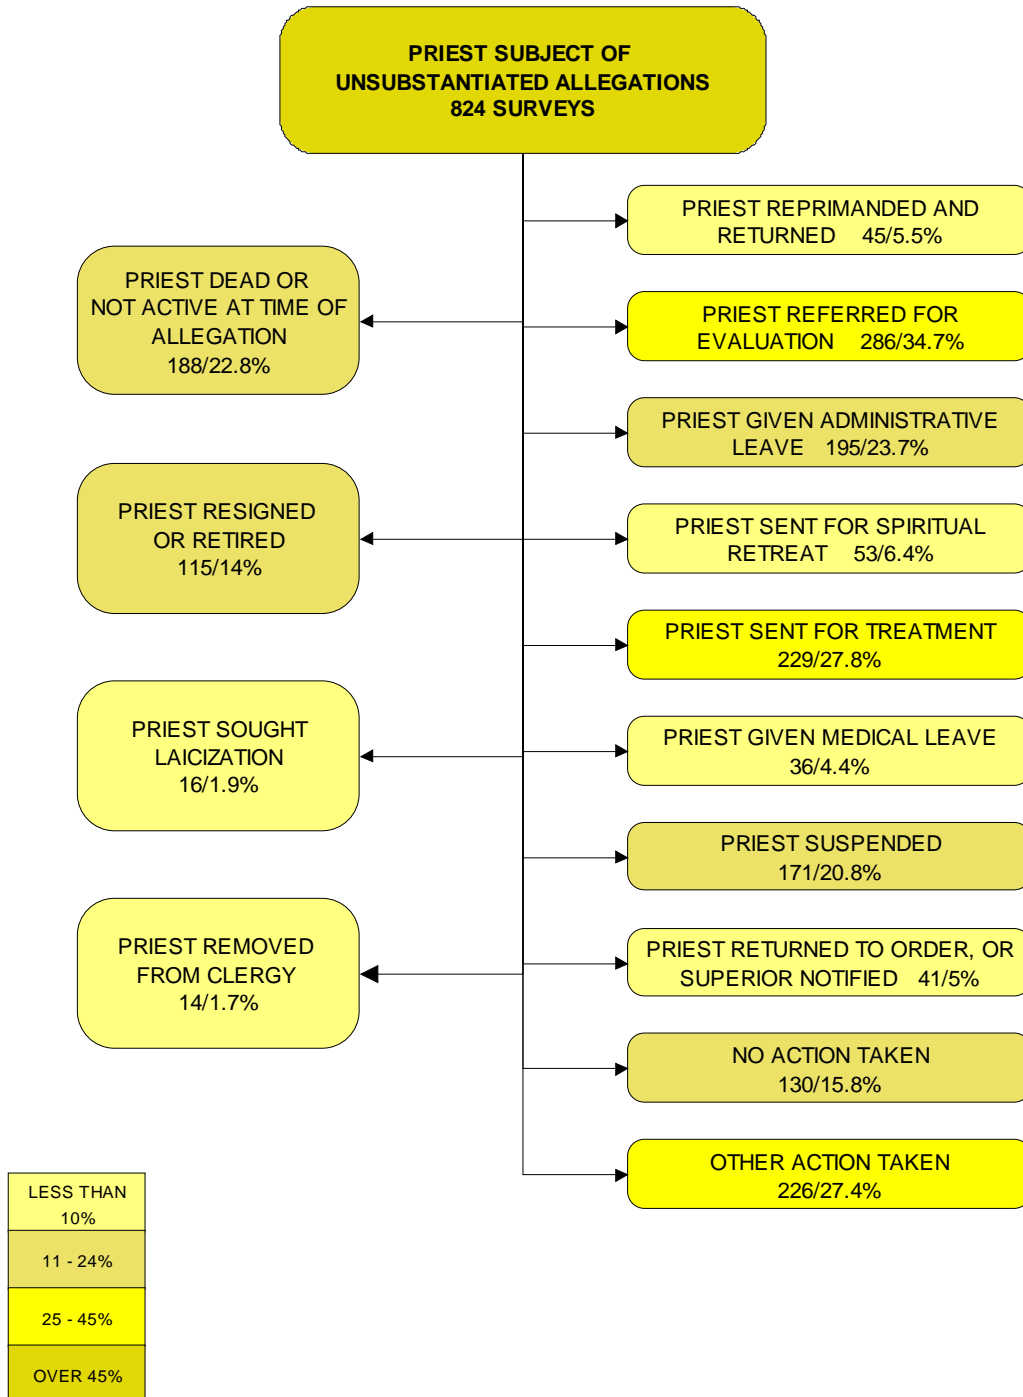 PRIEST SUBJECT OF
UNSUBSTANTIATED ALLEGATIONS
824 SURVEYS
PRIEST DEAD OR
NOT ACTIVE AT TIME OF
ALLEGATION
188/22.8%
PRIEST RESIGNED
OR RETIRED
115/14%
PRIEST SOUGHT
LAICIZATION
16/1.9%
PRIEST REMOVED
FROM CLERGY
14/1.7%
PRIEST REPRIMANDED AND
RETURNED 45/5.5%
PRIEST REFERRED FOR
EVALUATION 286/34.7%
PRIEST GIVEN ADMINISTRATIVE
LEAVE 195/23.7%
PRIEST SENT FOR SPIRITUAL
RETREAT 53/6.4%
PRIEST SENT FOR TREATMENT
229/27.8%
PRIEST GIVEN MEDICAL LEAVE
36/4.4%
PRIEST SUSPENDED
171/20.8%
PRIEST RETURNED TO ORDER, OR
SUPERIOR NOTIFIED 41/5%
NO ACTION TAKEN
130/15.8%
OTHER ACTION TAKEN
226/27.4%
LESS THAN
10%
11 - 24%
25 - 45%
OVER 45%